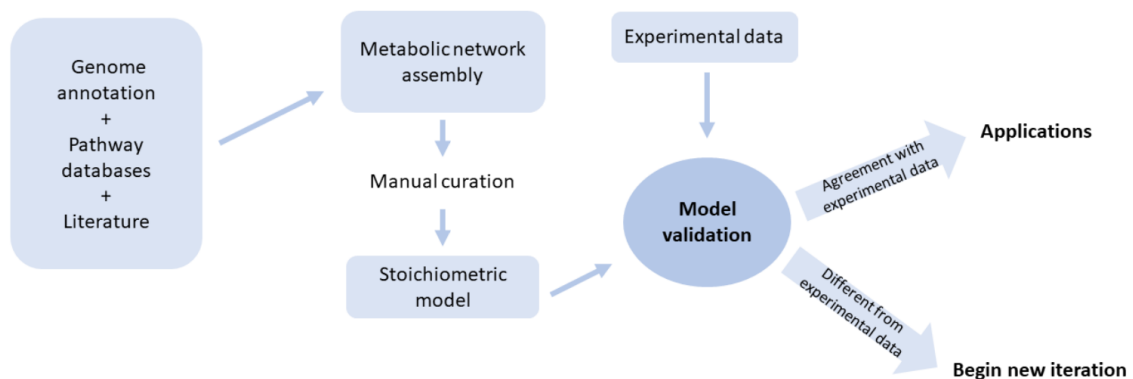 Genome
annotation
+
Pathway
databases
+
Literature
Metabolic network
assembly
Manual curation
Stoichiometric
model
Experimental data
Model
validation
Agreement with
experimental data
Applications
Different from
experimental data
Begin new iteration